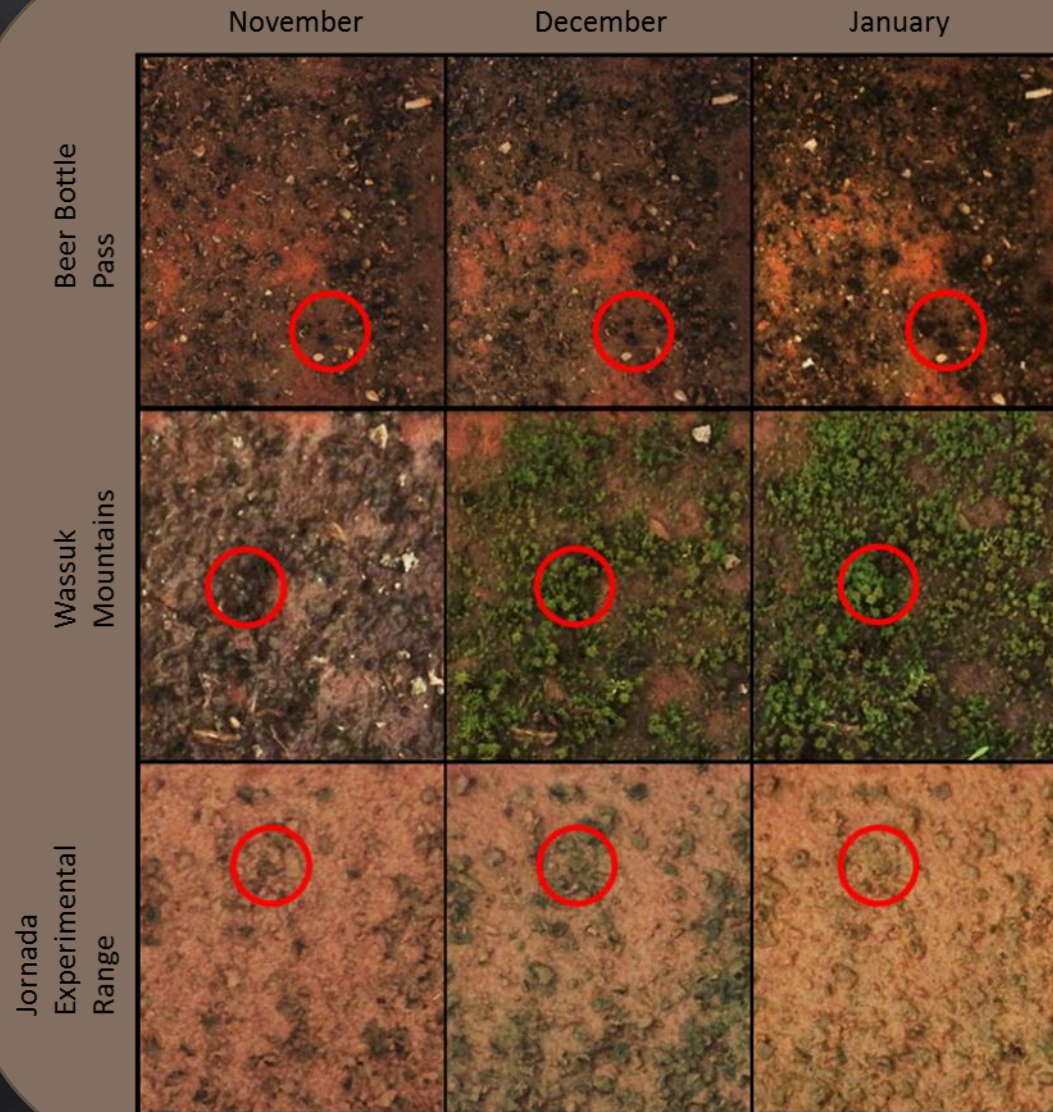 November
December
January
Beer Bottle
Pass
Wassuk
Mountains
Jornada
Experimental
Range